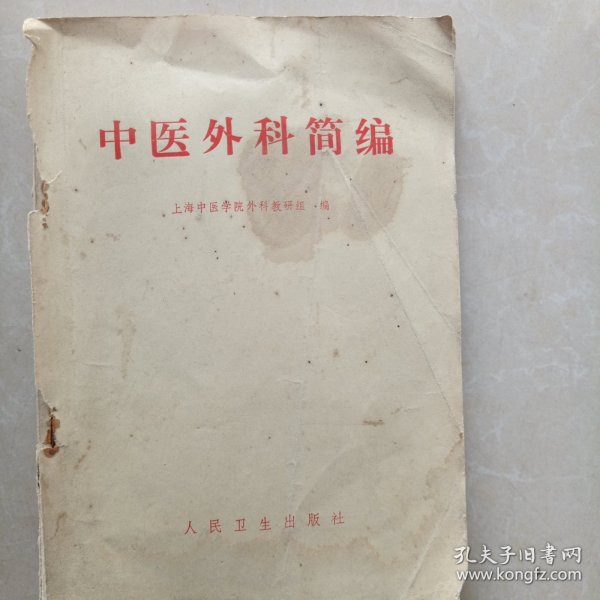 中医外科简编
上海中医学院外科教研组 编
人民卫生出版社
孔夫子旧书网
www.kongfz.com